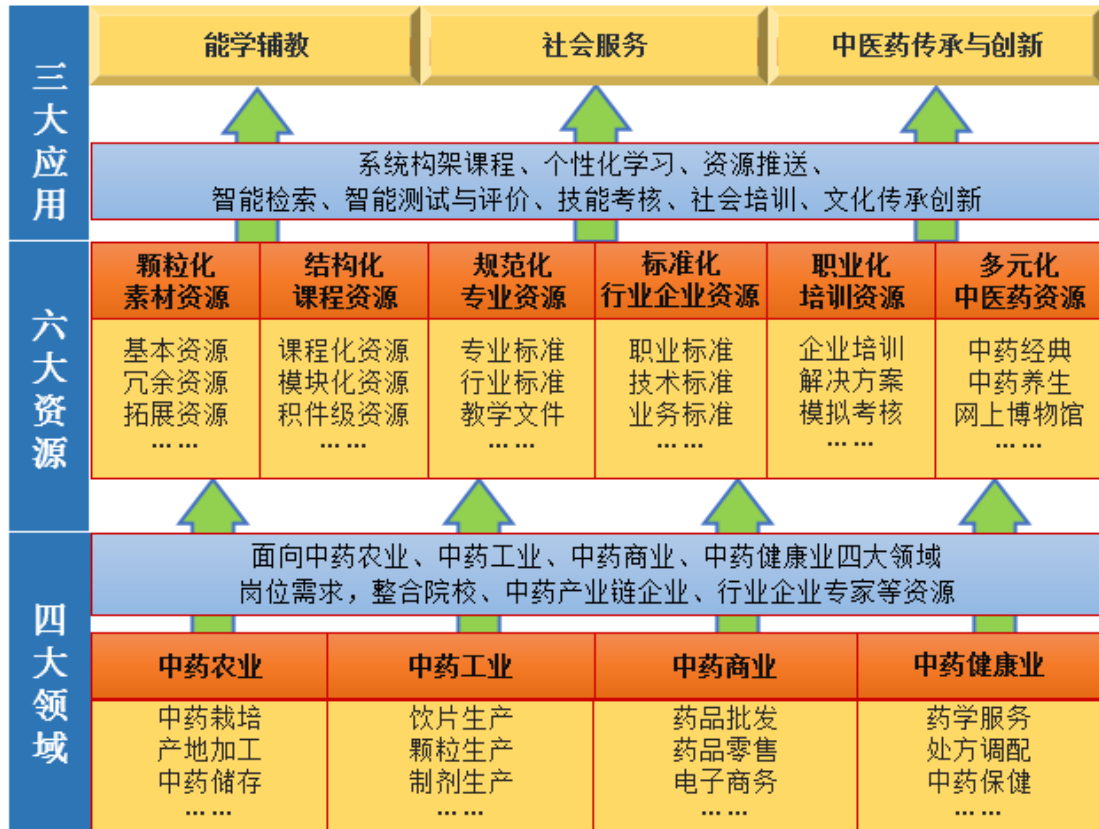 三大应用
能学辅教
社会服务
中医药传承与创新
系统构架课程、个性化学习、资源推送、
智能检索、智能测试与评价、技能考核、社会培训、文化传承创新
六大资源
颗粒化
素材资源
基本资源
冗余资源
拓展资源
… …
结构化
课程资源
课程化资源
模块化资源
积件级资源
… …
规范化
专业资源
专业标准
行业标准
教学文件
… …
标准化
行业企业资源
职业标准
技术标准
业务标准
… …
职业化
培训资源
企业培训
解决方案
模拟考核
… …
多元化
中医药资源
中药经典
中药养生
网上博物馆
… …
四大领域
面向中药农业、中药工业、中药商业、中药健康业四大领域
岗位需求，整合院校、中药产业链企业、行业企业专家等资源
中药农业
中药栽培
产地加工
中药储存
… …
中药工业
饮片生产
颗粒生产
制剂生产
… …
中药商业
药品批发
药品零售
电子商务
… …
中药健康业
药学服务
处方调配
中药保健
… …